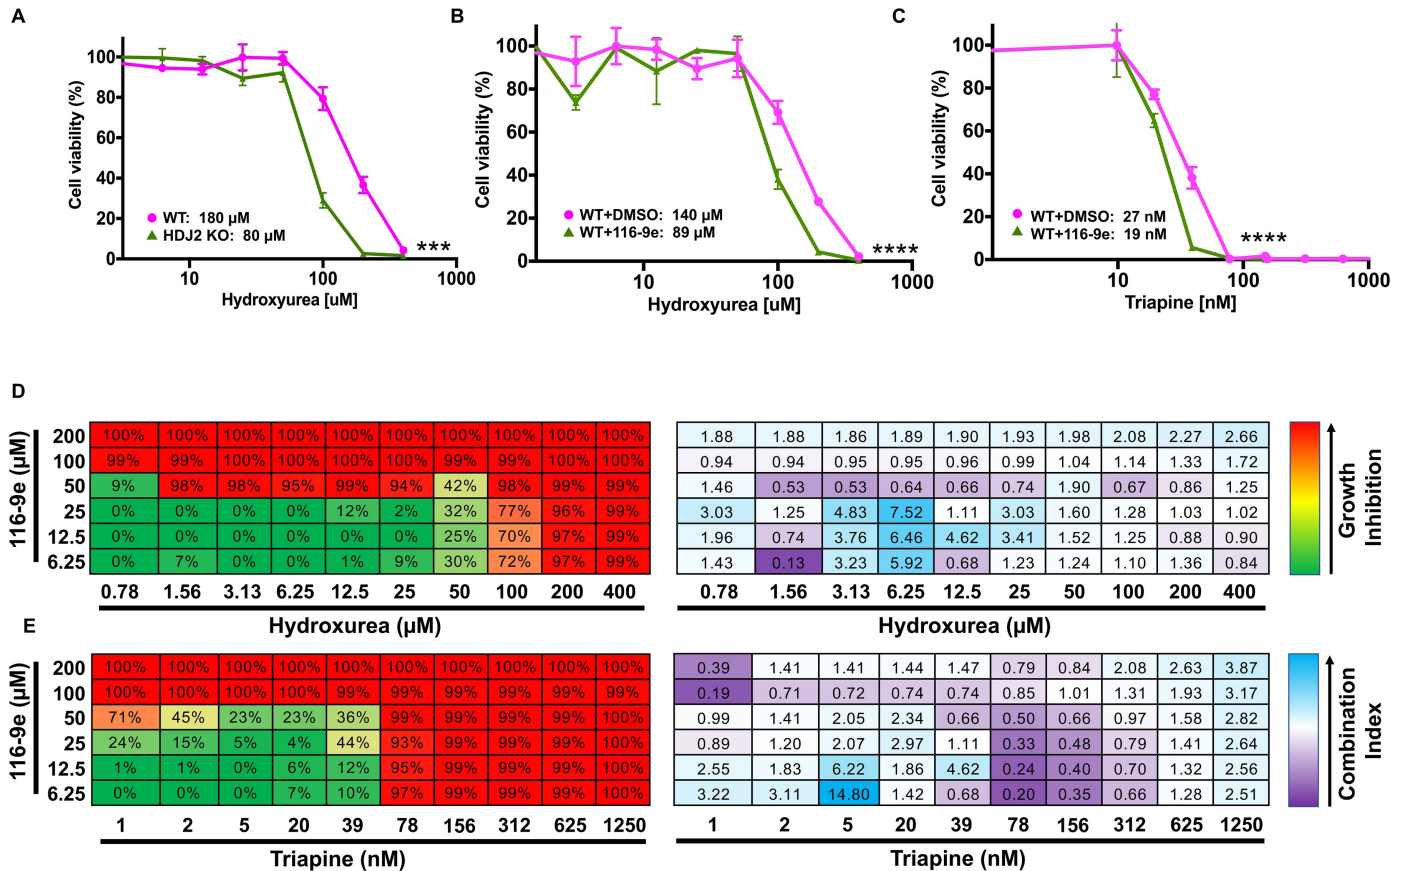 A
Cell viability (%)
100
80
60
40
20
0
WT: 180 µM
HDJ2 KO: 80 µM
***
10 100 1000
Hydroxyurea [uM]
B
Cell viability (%)
100
80
60
40
20
0
WT+DMSO: 140 µM
WT+116-9e: 89 µM
****
10 100 1000
Hydroxyurea [uM]
C
Cell viability (%)
100
80
60
40
20
0
WT+DMSO: 27 nM
WT+116-9e: 19 nM
****
10 100 1000
Triapine [nM]
D
116-9e (µM)
200 100% 100% 100% 100% 100% 100% 100% 100% 100% 100%
100 99% 99% 100% 100% 100% 100% 99% 99% 100% 100%
50 9% 98% 98% 95% 99% 94% 42% 98% 99% 99%
25 0% 0% 0% 0% 12% 2% 32% 77% 96% 99%
12.5 0% 0% 0% 0% 0% 0% 25% 70% 97% 99%
6.25 0% 7% 0% 0% 1% 9% 30% 72% 97% 99%
0.78 1.56 3.13 6.25 12.5 25 50 100 200 400
Hydroxurea (µM)
1.88 1.88 1.86 1.89 1.90 1.93 1.98 2.08 2.27 2.66
0.94 0.94 0.95 0.95 0.96 0.99 1.04 1.14 1.33 1.72
1.46 0.53 0.53 0.64 0.66 0.74 1.90 0.67 0.86 1.25
3.03 1.25 4.83 7.52 1.11 3.03 1.60 1.28 1.03 1.02
1.96 0.74 3.76 6.46 4.62 3.41 1.52 1.25 0.88 0.90
1.43 0.13 3.23 5.92 0.68 1.23 1.24 1.10 1.36 0.84
0.78 1.56 3.13 6.25 12.5 25 50 100 200 400
Hydroxurea (µM)
Growth
Inhibition
E
116-9e (µM)
200 100% 100% 100% 100% 100% 100% 100% 100% 100% 100%
100 100% 100% 100% 100% 99% 99% 99% 99% 99% 99%
50 71% 45% 23% 23% 36% 99% 99% 99% 99% 100%
25 24% 15% 5% 4% 44% 93% 99% 99% 99% 100%
12.5 1% 1% 0% 6% 12% 95% 99% 99% 99% 100%
6.25 0% 0% 0% 7% 10% 97% 99% 99% 99% 100%
1 2 5 20 39 78 156 312 625 1250
Triapine (nM)
0.39 1.41 1.41 1.44 1.47 0.79 0.84 2.08 2.63 3.87
0.19 0.71 0.72 0.74 0.74 0.85 1.01 1.31 1.93 3.17
0.99 1.41 2.05 2.34 0.66 0.50 0.66 0.97 1.58 2.82
0.89 1.20 2.07 2.97 1.11 0.33 0.48 0.79 1.41 2.64
2.55 1.83 6.22 1.86 4.62 0.24 0.40 0.70 1.32 2.56
3.22 3.11 14.80 1.42 0.68 0.20 0.35 0.66 1.28 2.51
1 2 5 20 39 78 156 312 625 1250
Triapine (nM)
Combination
Index